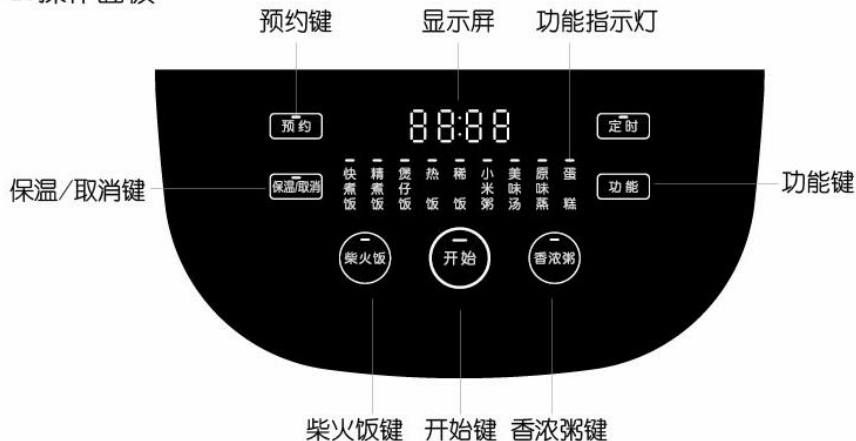 操作面板
预约键 显示屏 功能指示灯
预约 88:88 定时
快煮饭 精煮饭 煲仔饭 热饭 稀饭 小米粥 美味汤 原味蒸 蛋糕
保温/取消键 保温/取消 功能 功能键
柴火饭 开始 香浓粥
柴火饭键 开始键 香浓粥键